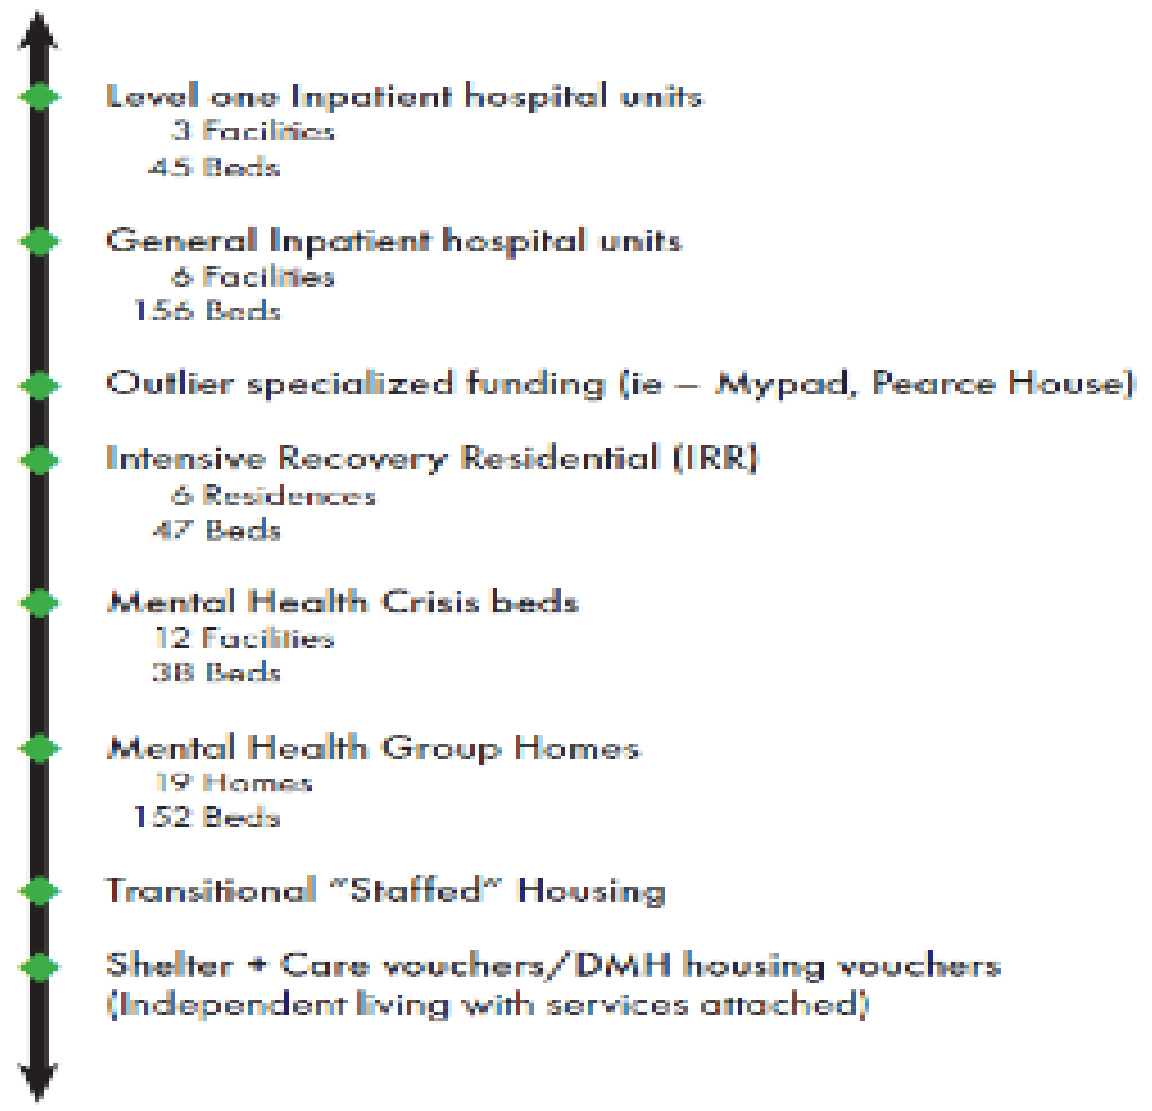 Level one Inpatient hospital units
3 Facilities
45 Beds
General Inpatient hospital units
6 Facilities
156 Beds
Outlier specialized funding (ie – Mypad, Pearce House)
Intensive Recovery Residential (IRR)
6 Residences
47 Beds
Mental Health Crisis beds
12 Facilities
38 Beds
Mental Health Group Homes
19 Homes
152 Beds
Transitional “Staffed” Housing
Shelter + Care vouchers/DMH housing vouchers
(Independent living with services attached)